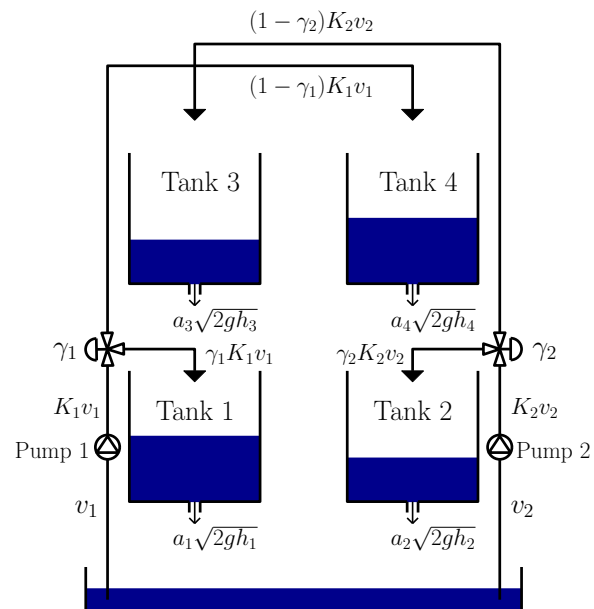 (1 − γ₂)K₂v₂
(1 − γ₁)K₁v₁
Tank 3
Tank 4
a₃√2gh₃
a₄√2gh₄
γ₁
γ₁K₁v₁
γ₂K₂v₂
γ₂
K₁v₁
Tank 1
Tank 2
K₂v₂
Pump 1
Pump 2
v₁
v₂
a₁√2gh₁
a₂√2gh₂